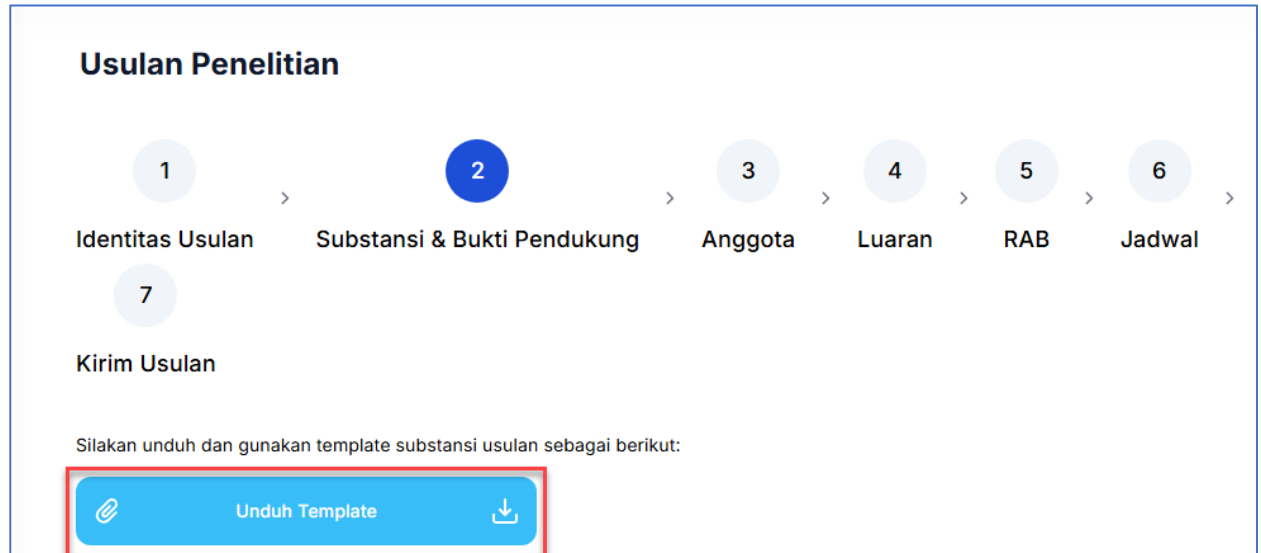 Usulan Penelitian
1
2
3
4
5
6
Identitas Usulan
Substansi & Bukti Pendukung
Anggota
Luaran
RAB
Jadwal
7
Kirim Usulan
Silakan unduh dan gunakan template substansi usulan sebagai berikut:
Unduh Template